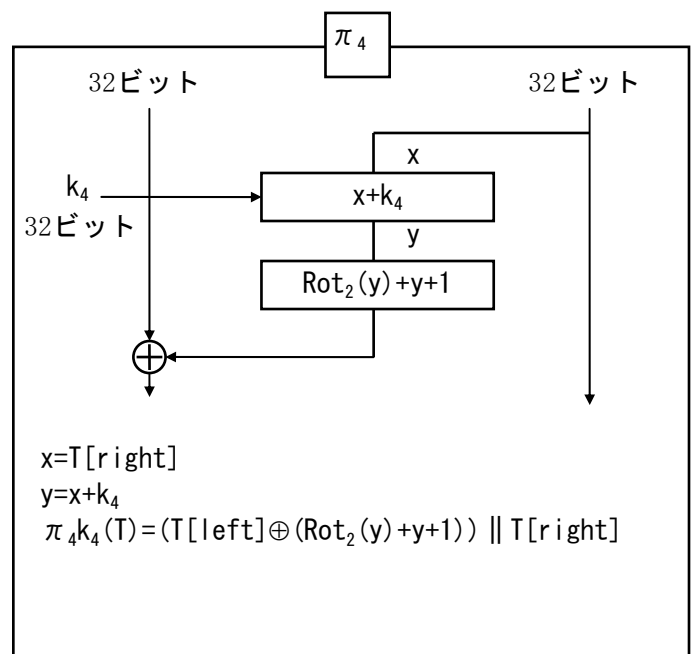 π₄
32ビット 32ビット
x
k₄ x+k₄
32ビット
y
Rot₂(y)+y+1
x=T[right]
y=x+k₄
π₄k₄(T)=(T[left]⊕(Rot₂(y)+y+1)) ‖ T[right]